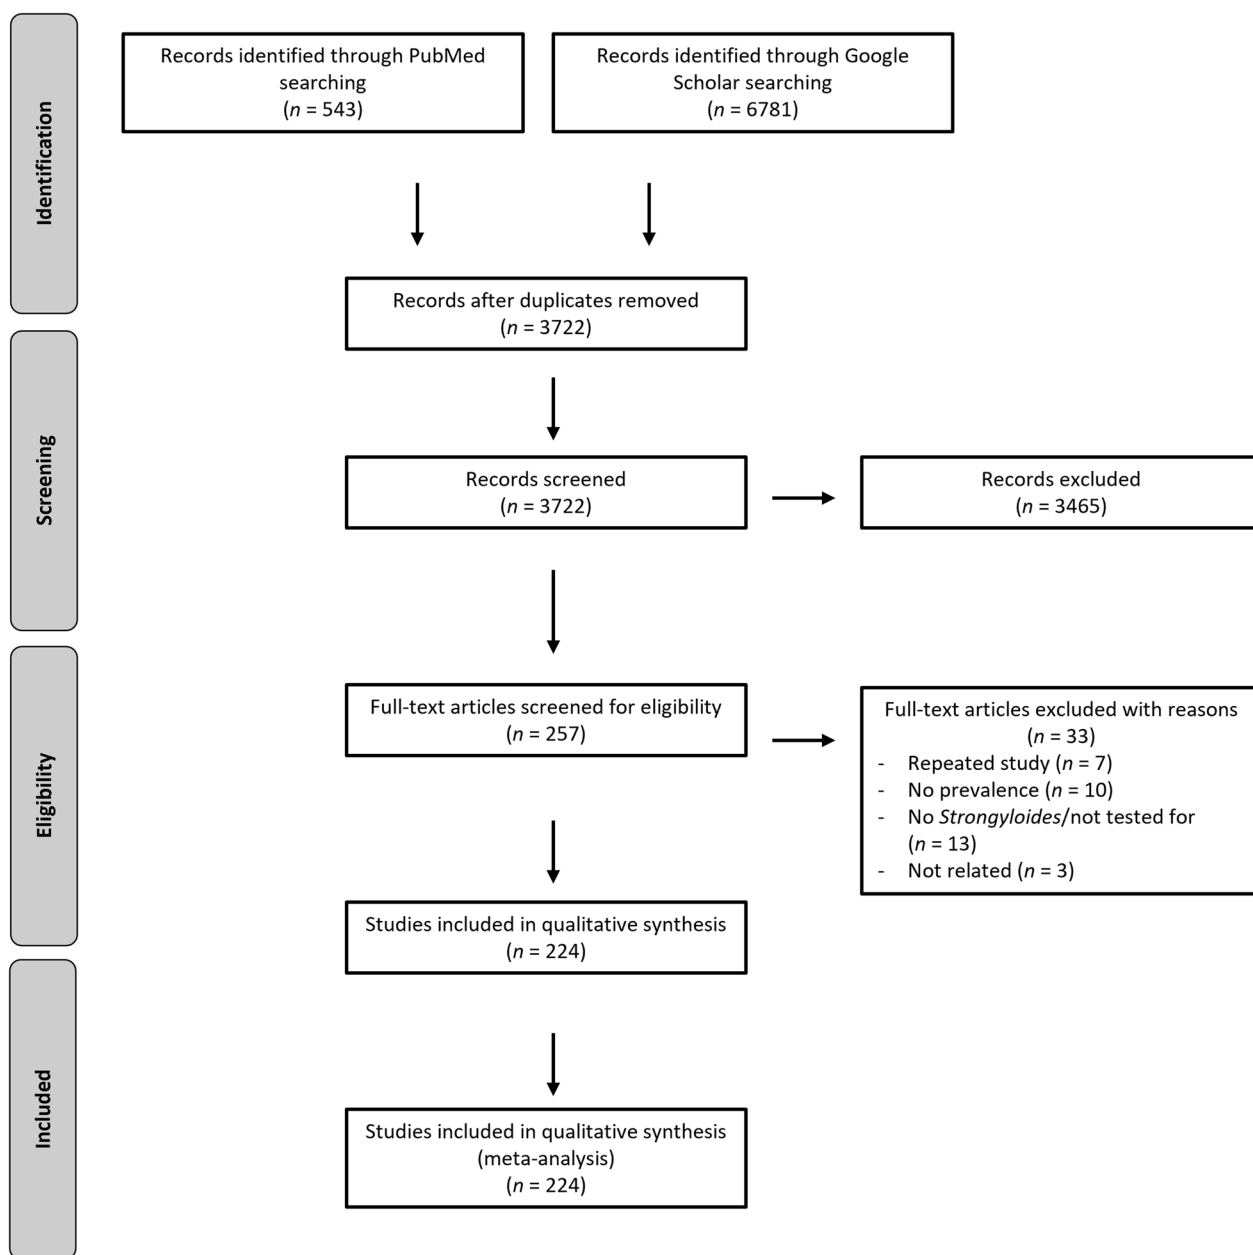 Identification
Records identified through PubMed
searching
(n = 543)
Records identified through Google
Scholar searching
(n = 6781)
Records after duplicates removed
(n = 3722)
Screening
Records screened
(n = 3722)
Records excluded
(n = 3465)
Eligibility
Full-text articles screened for eligibility
(n = 257)
Full-text articles excluded with reasons
(n = 33)
- Repeated study (n = 7)
- No prevalence (n = 10)
- No Strongyloides/not tested for
(n = 13)
- Not related (n = 3)
Studies included in qualitative synthesis
(n = 224)
Included
Studies included in qualitative synthesis
(meta-analysis)
(n = 224)